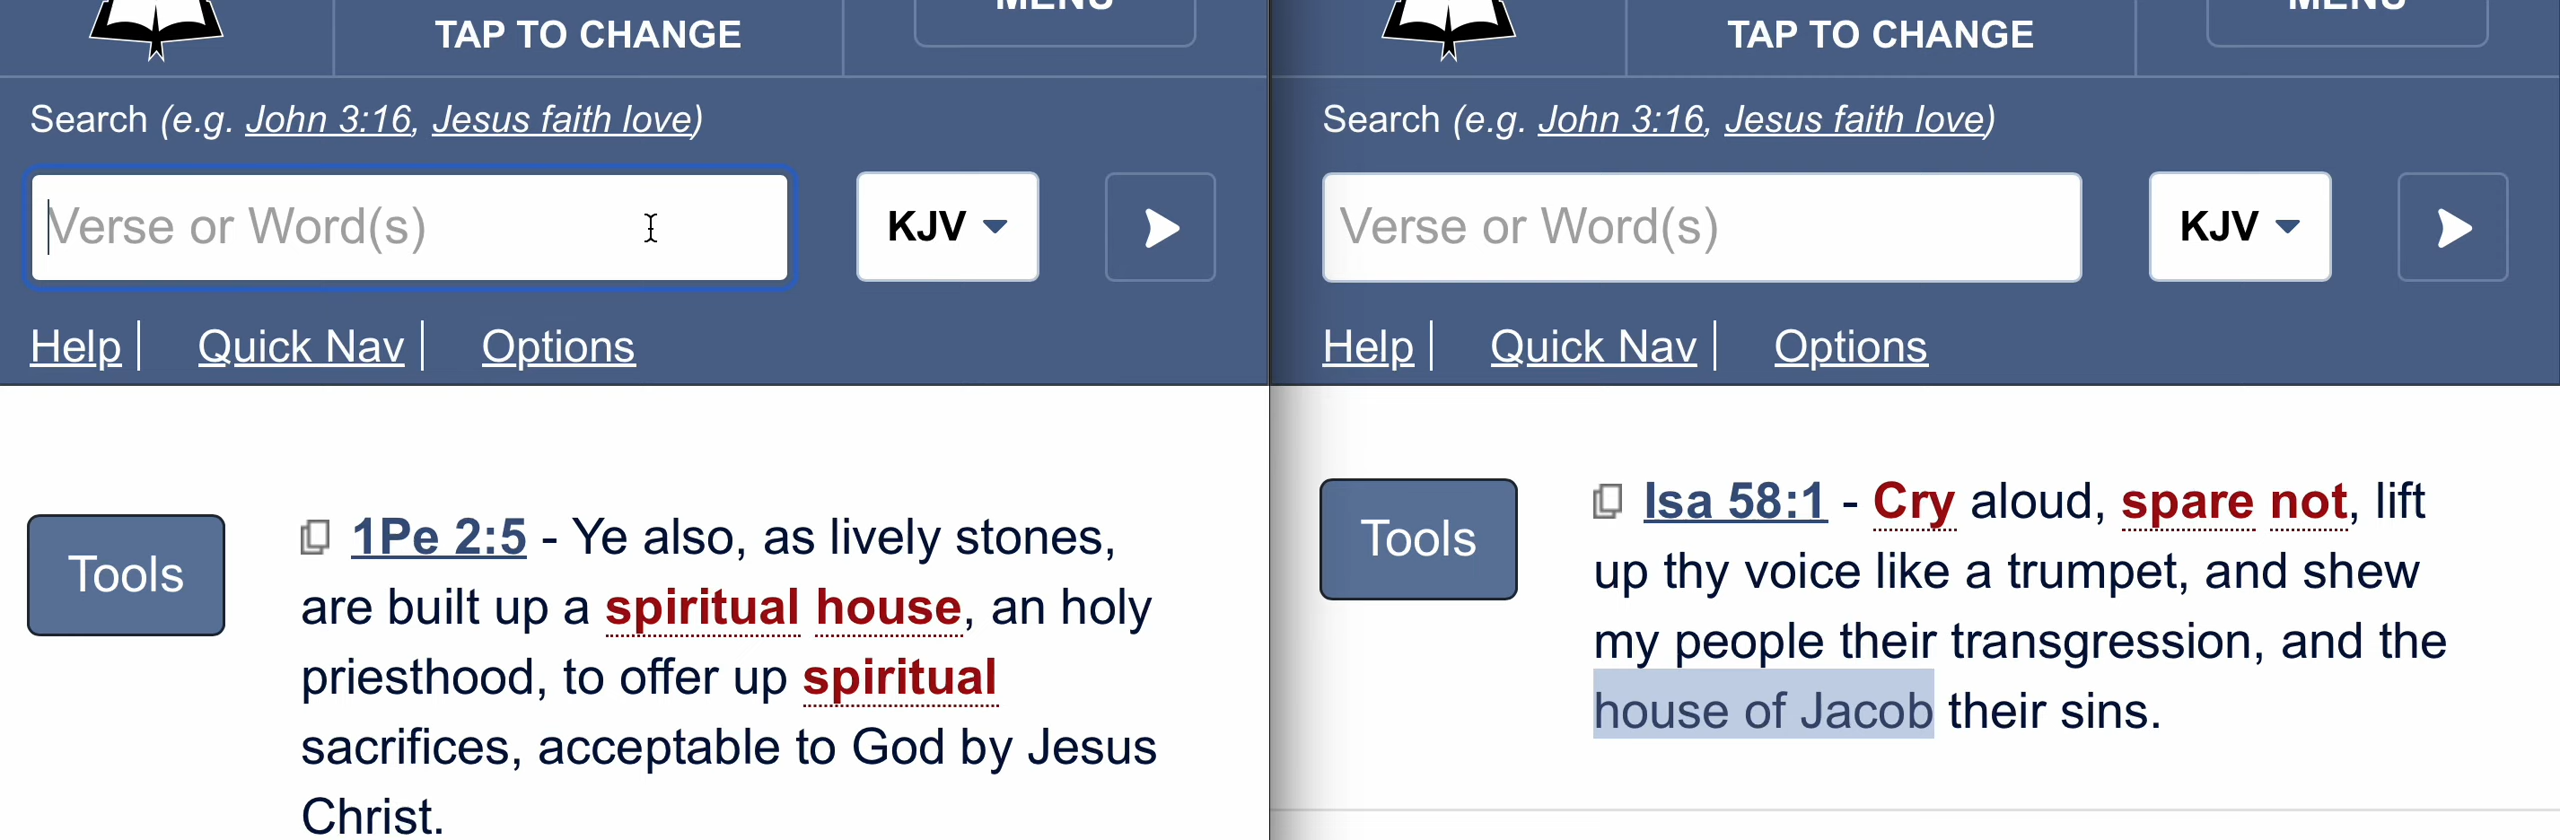 TAP TO CHANGE
MENU
Search (e.g. John 3:16, Jesus faith love)
Verse or Word(s)
KJV
Help | Quick Nav | Options
Tools
1Pe 2:5 - Ye also, as lively stones,
are built up a spiritual house, an holy
priesthood, to offer up spiritual
sacrifices, acceptable to God by Jesus
Christ.
TAP TO CHANGE
MENU
Search (e.g. John 3:16, Jesus faith love)
Verse or Word(s)
KJV
Help | Quick Nav | Options
Tools
Isa 58:1 - Cry aloud, spare not, lift
up thy voice like a trumpet, and shew
my people their transgression, and the
house of Jacob their sins.